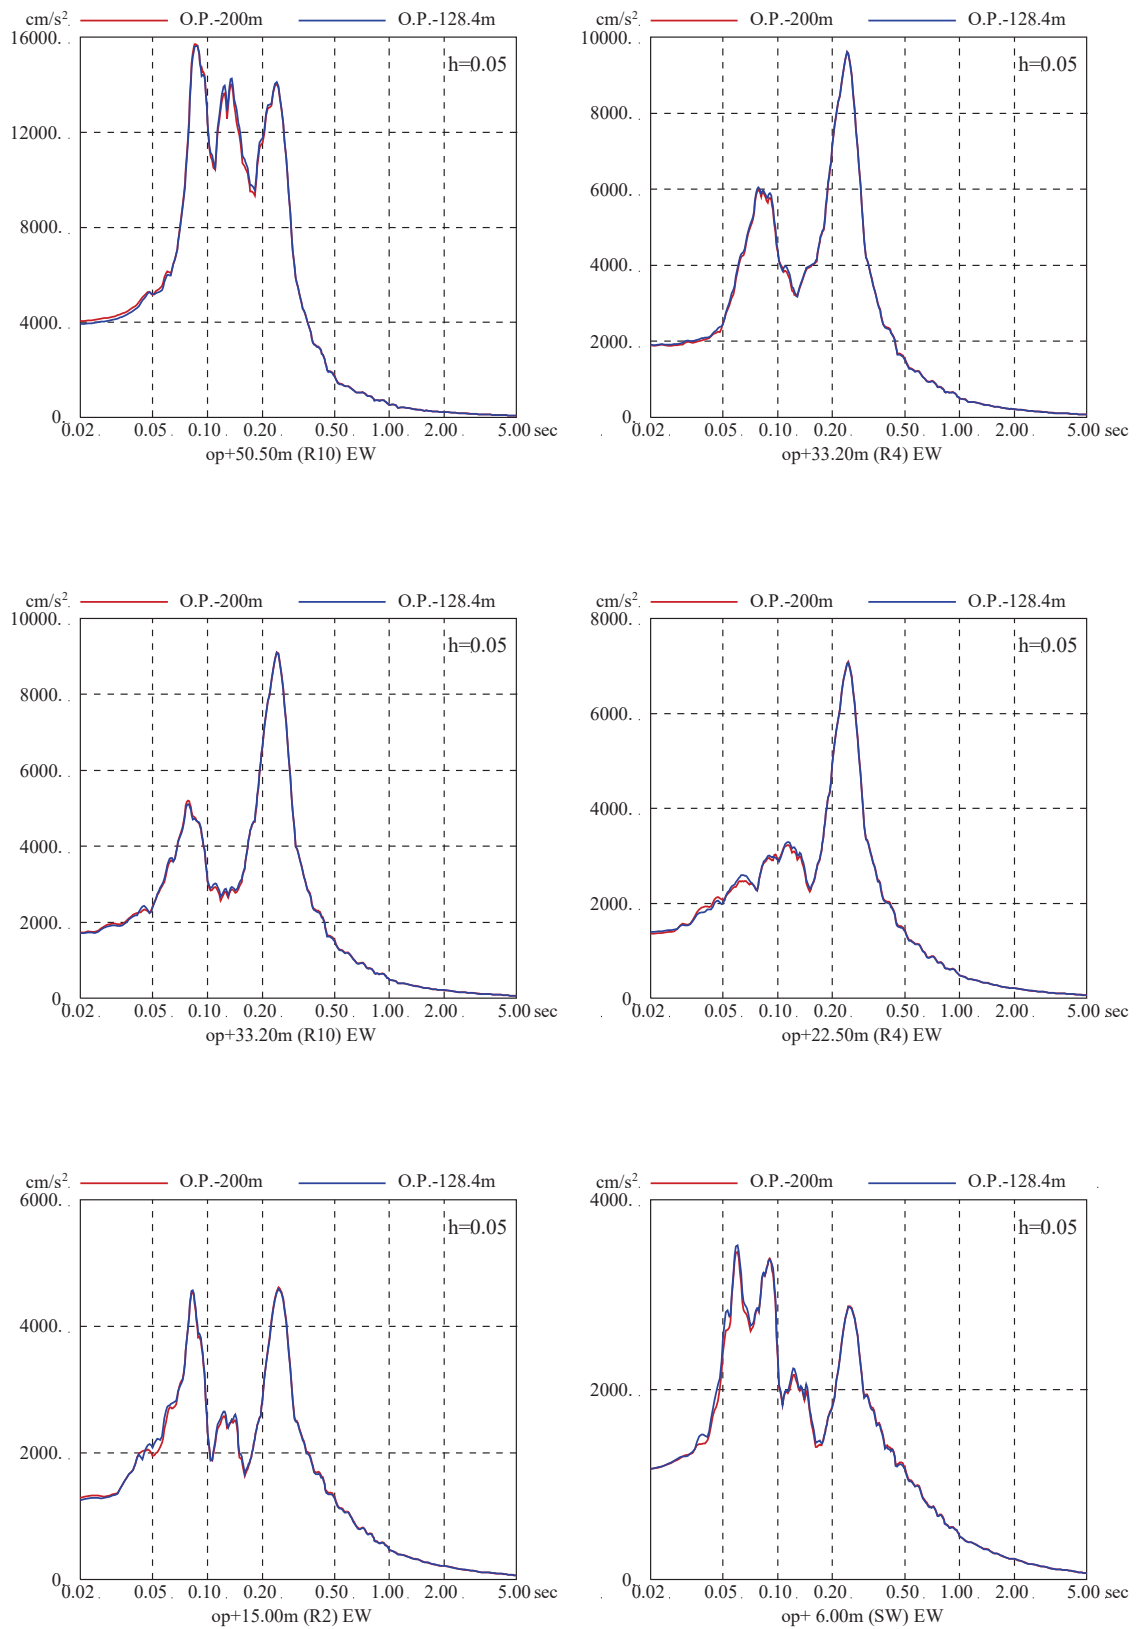 cm/s². O.P.-200m O.P.-128.4m
16000.
h=0.05
12000.
8000.
4000.
0.
0.02 0.05 0.10 0.20 0.50 1.00 2.00 5.00 sec
op+50.50m (R10) EW
cm/s². O.P.-200m O.P.-128.4m
10000.
h=0.05
8000.
6000.
4000.
2000.
0.
0.02 0.05 0.10 0.20 0.50 1.00 2.00 5.00 sec
op+33.20m (R4) EW
cm/s². O.P.-200m O.P.-128.4m
10000.
h=0.05
8000.
6000.
4000.
2000.
0.
0.02 0.05 0.10 0.20 0.50 1.00 2.00 5.00 sec
op+33.20m (R10) EW
cm/s². O.P.-200m O.P.-128.4m
8000.
h=0.05
6000.
4000.
2000.
0.
0.02 0.05 0.10 0.20 0.50 1.00 2.00 5.00 sec
op+22.50m (R4) EW
cm/s². O.P.-200m O.P.-128.4m
6000.
h=0.05
4000.
2000.
0.
0.02 0.05 0.10 0.20 0.50 1.00 2.00 5.00 sec
op+15.00m (R2) EW
cm/s². O.P.-200m O.P.-128.4m
4000.
h=0.05
2000.
0.
0.02 0.05 0.10 0.20 0.50 1.00 2.00 5.00 sec
op+ 6.00m (SW) EW